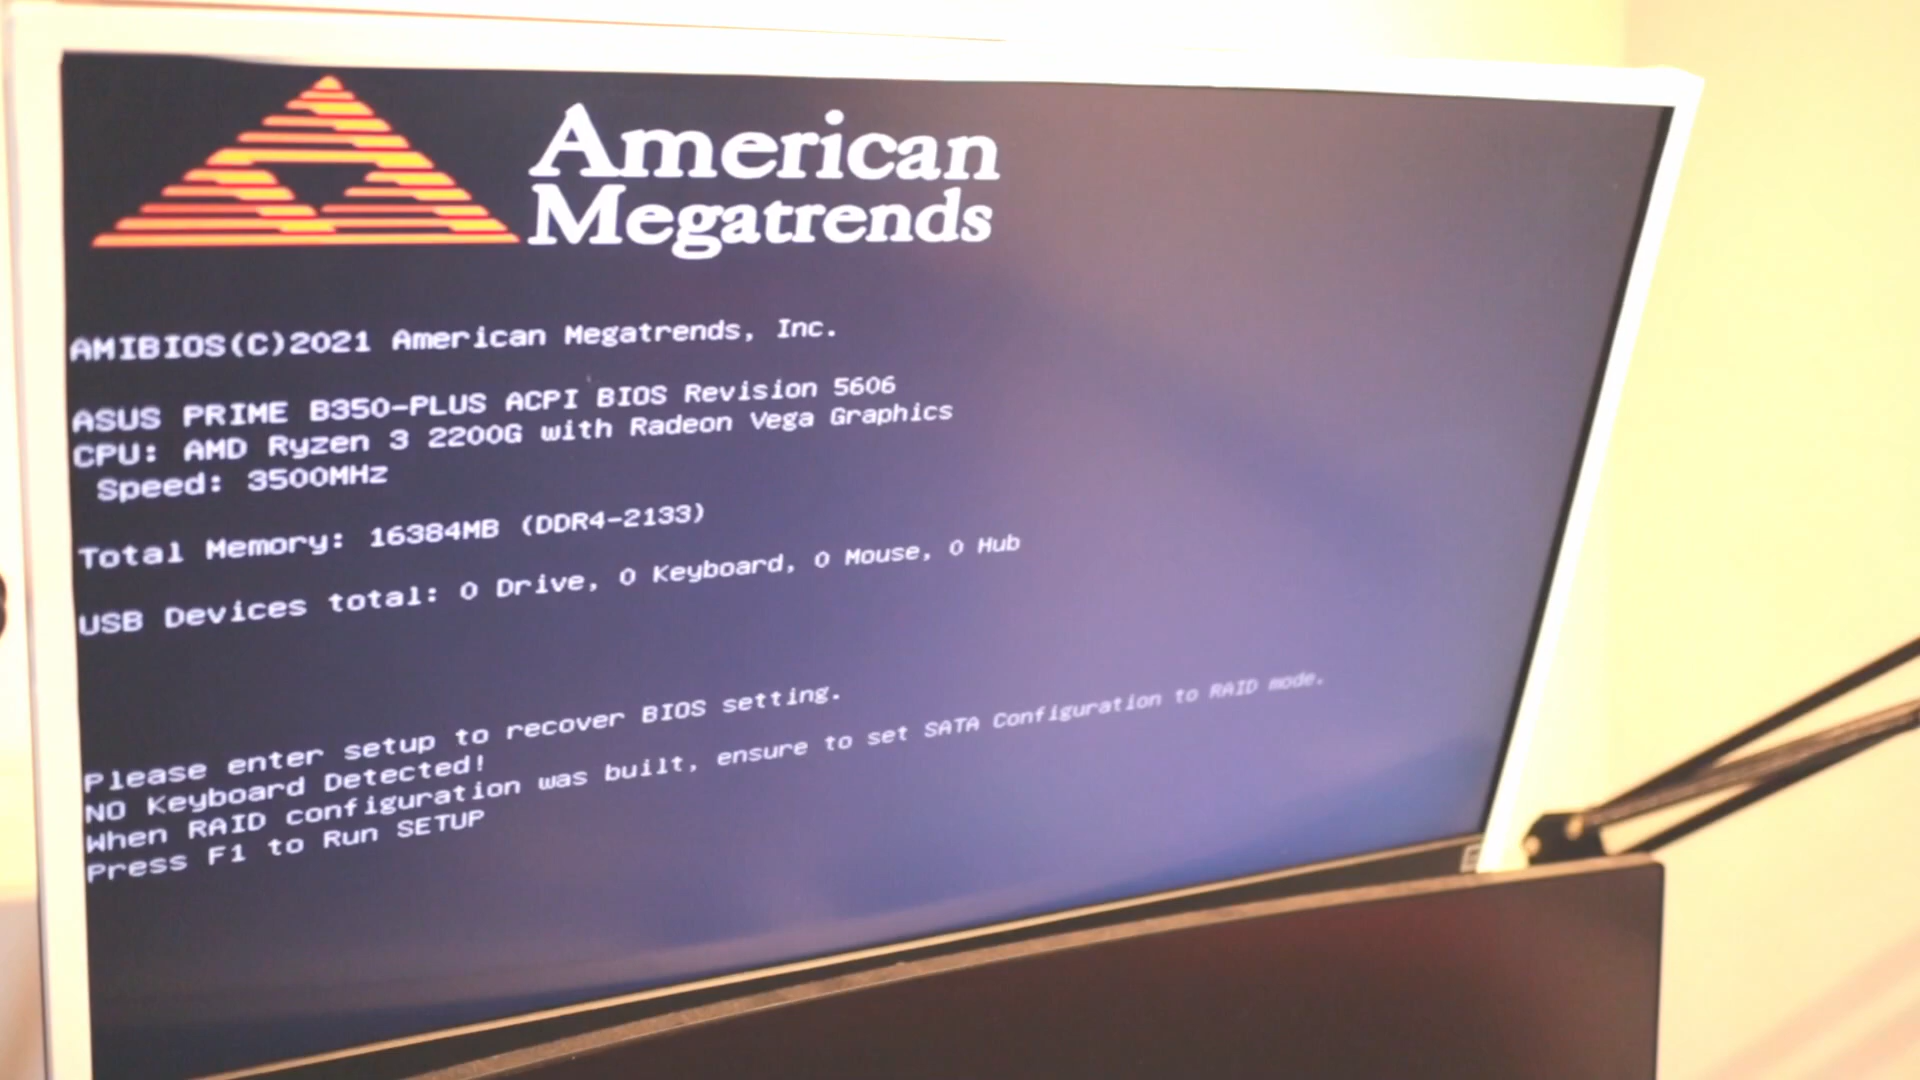 American
Megatrends
AMIBIOS(C)2021 American Megatrends, Inc.
ASUS PRIME B350-PLUS ACPI BIOS Revision 5606
CPU: AMD Ryzen 3 2200G with Radeon Vega Graphics
Speed: 3500MHz
Total Memory: 16384MB (DDR4-2133)
USB Devices total: 0 Drive, 0 Keyboard, 0 Mouse, 0 Hub
Please enter setup to recover BIOS setting.
NO Keyboard Detected!
When RAID configuration was built, ensure to set SATA Configuration to RAID mode.
Press F1 to Run SETUP